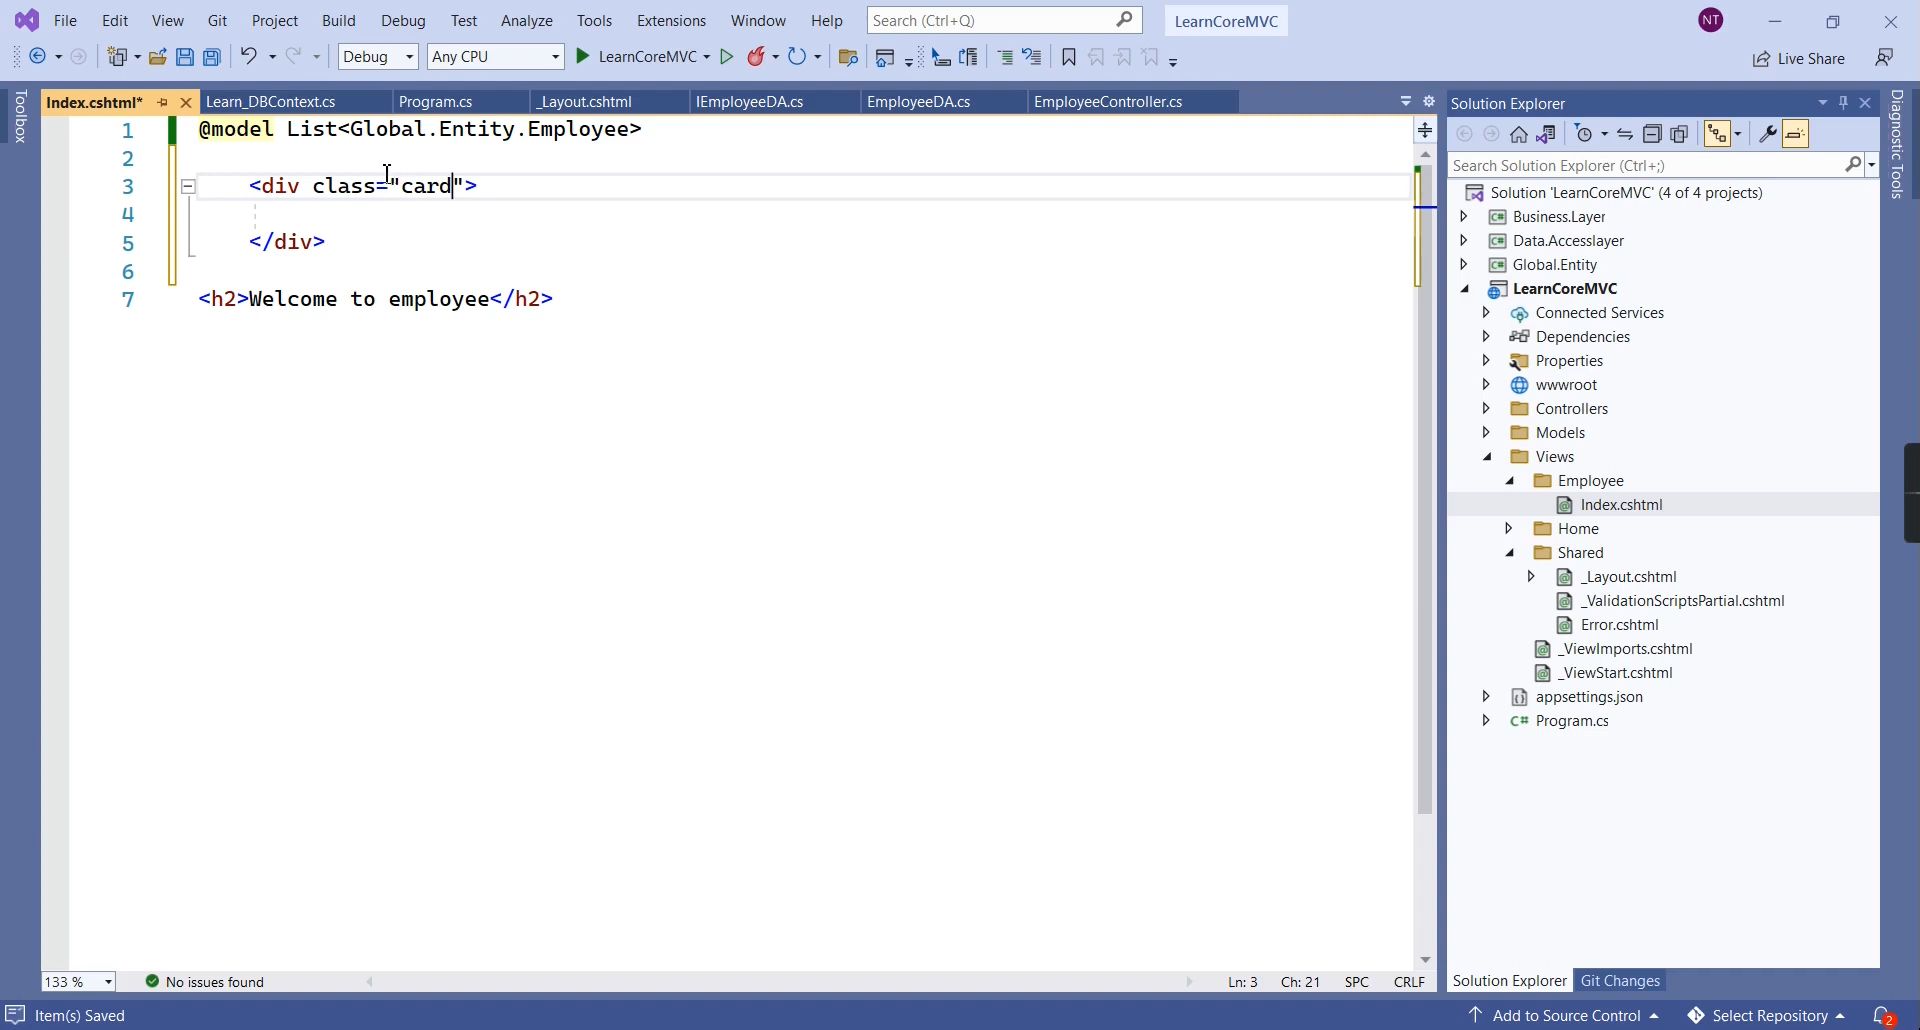 File Edit View Git Project Build Debug Test Analyze Tools Extensions Window Help Search (Ctrl+Q) LearnCoreMVC NT
Debug Any CPU LearnCoreMVC Live Share
Toolbox
Index.cshtml* Learn_DBContext.cs Program.cs _Layout.cshtml IEmployeeDA.cs EmployeeDA.cs EmployeeController.cs
1 @model List<Global.Entity.Employee>
2
3 <div class="card">
4
5 </div>
6
7 <h2>Welcome to employee</h2>
133 % No issues found Ln: 3 Ch: 21 SPC CRLF
Solution Explorer
Search Solution Explorer (Ctrl+;)
Solution 'LearnCoreMVC' (4 of 4 projects)
Business.Layer
Data.Accesslayer
Global.Entity
LearnCoreMVC
Connected Services
Dependencies
Properties
wwwroot
Controllers
Models
Views
Employee
Index.cshtml
Home
Shared
_Layout.cshtml
_ValidationScriptsPartial.cshtml
Error.cshtml
_ViewImports.cshtml
_ViewStart.cshtml
appsettings.json
C# Program.cs
Solution Explorer Git Changes
Diagnostic Tools
Item(s) Saved Add to Source Control Select Repository 2